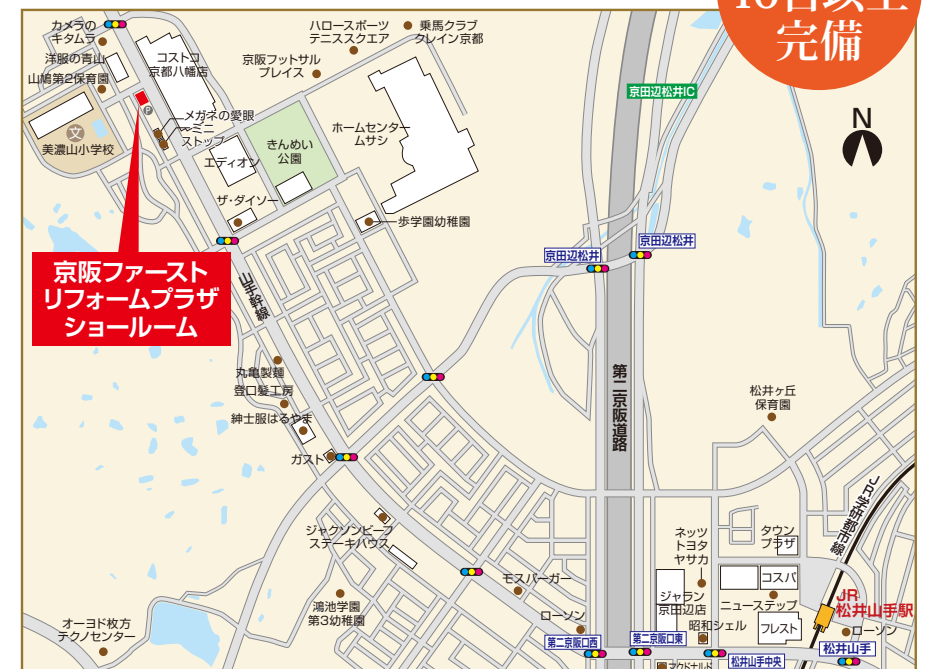 10台以上
完備
カメラの
キタムラ
洋服の青山
山鳩第2保育園
コストコ
京都八幡店
ハロースポーツ
テニススクエア
乗馬クラブ
クレイン京都
京阪フットサル
プレイス
京田辺松井IC
N
文
美濃山小学校
P
メガネの愛眼
ミニ
ストップ
エディオン
きんめい
公園
ホームセンター
ムサシ
ザ・ダイソー
歩学園幼稚園
京田辺松井
京田辺松井
京阪ファースト
リフォームプラザ
ショールーム
山手幹線
丸亀製麺
登口髪工房
紳士服はるやま
ガスト
第二京阪道路
松井ヶ丘
保育園
JR学研都市線
ジャクソンビーフ
ステーキハウス
ネッツ
トヨタ
ヤサカ
タウン
プラザ
コスパ
モスバーガー
鴻池学園
第3幼稚園
ジャラン
京田辺店
ニューステップ
JR
松井山手駅
ローソン
昭和シェル
フレスト
ローソン
オーヨド枚方
テクノセンター
第二京阪口西
第二京阪口東
松井山手
マクドナルド
松井山手中央